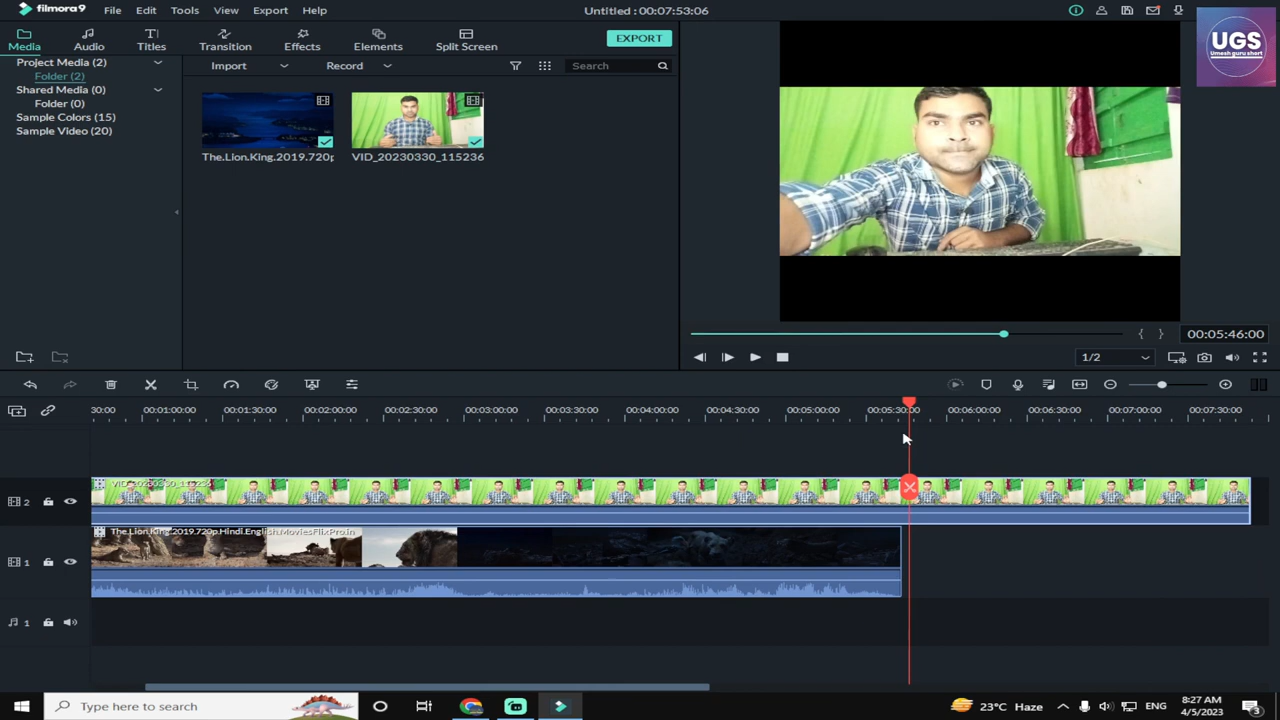 filmora9 File Edit Tools View Export Help Untitled : 00:07:53:06
Media Audio Titles Transition Effects Elements Split Screen EXPORT
UGS
Umesh guru short
Project Media (2)
Folder (2)
Shared Media (0)
Folder (0)
Sample Colors (15)
Sample Video (20)
Import Record Search
The.Lion.King.2019.720p VID_20230330_115236
00:05:46:00
1/2
30:00 00:01:00:00 00:01:30:00 00:02:00:00 00:02:30:00 00:03:00:00 00:03:30:00 00:04:00:00 00:04:30:00 00:05:00:00 00:05:30:00 00:06:00:00 00:06:30:00 00:07:00:00 00:07:30:00
VID_20230330_115236
2
The.Lion.King.2019.720p.Hindi.English.MoviesFlixPro.in
1
1
Type here to search 23°C Haze ENG 8:27 AM
4/5/2023 3